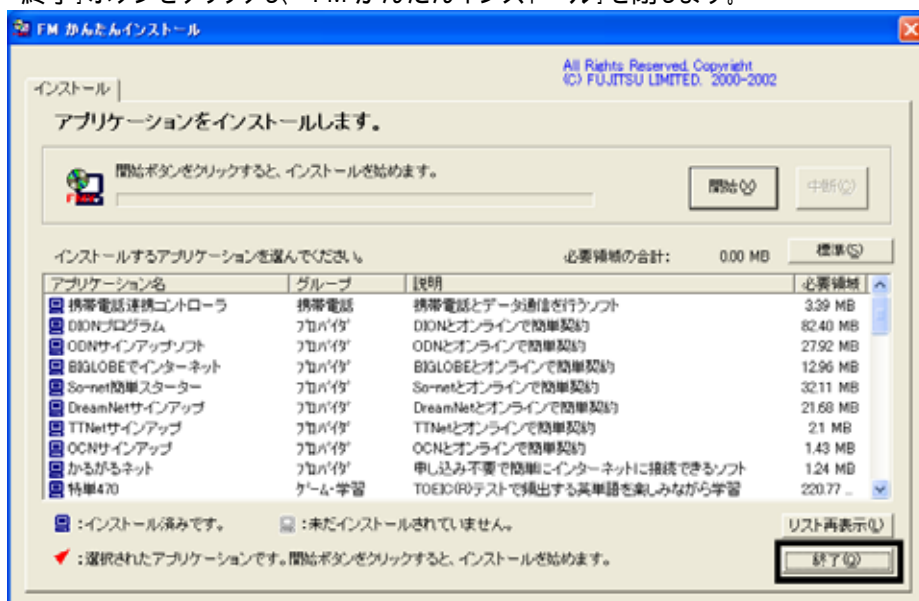 「終了」ボタンをクリックし、「FM かんたんインストール」を閉じます。
FM かんたんインストール
All Rights Reserved, Copyright
(C) FUJITSU LIMITED. 2000-2002
インストール
アプリケーションをインストールします。
開始ボタンをクリックすると、インストールを始めます。
開始(X) 中断(C)
インストールするアプリケーションを選んでください。 必要領域の合計: 0.00 MB 標準(S)
アプリケーション名 グループ 説明 必要領域
携帯電話連携コントローラ 携帯電話 携帯電話とデータ通信を行うソフト 3.39 MB
DIONプログラム プロバイダ DIONとオンラインで簡単契約 82.40 MB
ODNサインアップソフト プロバイダ ODNとオンラインで簡単契約 27.92 MB
BIGLOBEでインターネット プロバイダ BIGLOBEとオンラインで簡単契約 12.96 MB
So-net簡単スターター プロバイダ So-netとオンラインで簡単契約 32.11 MB
DreamNetサインアップ プロバイダ DreamNetとオンラインで簡単契約 21.68 MB
TTNetサインアップ プロバイダ TTNetとオンラインで簡単契約 2.1 MB
OCNサインアップ プロバイダ OCNとオンラインで簡単契約 1.43 MB
かるがるネット プロバイダ 申し込み不要で簡単にインターネットに接続できるソフト 1.24 MB
特単470 ゲーム・学習 TOEIC(R)テストで頻出する英単語を楽しみながら学習 220.77 ...
:インストール済みです。 :未だインストールされていません。 リスト再表示(L)
:選択されたアプリケーションです。開始ボタンをクリックすると、インストールを始めます。 終了(Q)